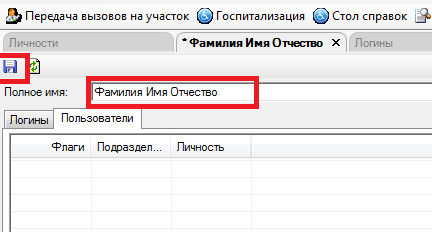 Передача вызовов на участок Госпитализация Стол справок
Личности * Фамилия Имя Отчество Логины
Полное имя: Фамилия Имя Отчество
Логины Пользователи
Флаги Подраздел... Личность